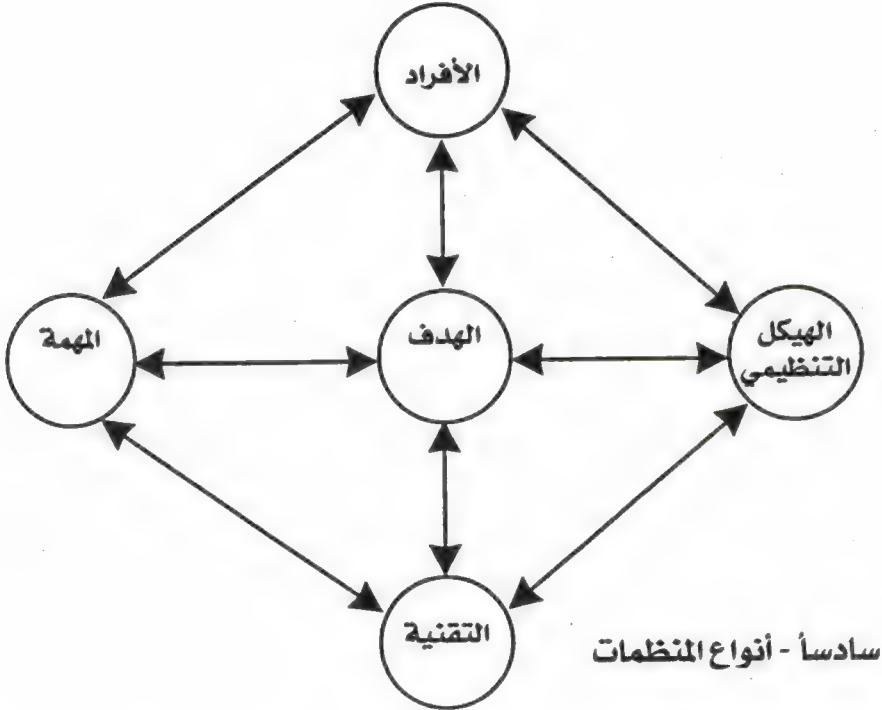 الأفراد
الهيكل
التنظيمي
الهدف
المهمة
التقنية
سادساً - أنواع المنظمات